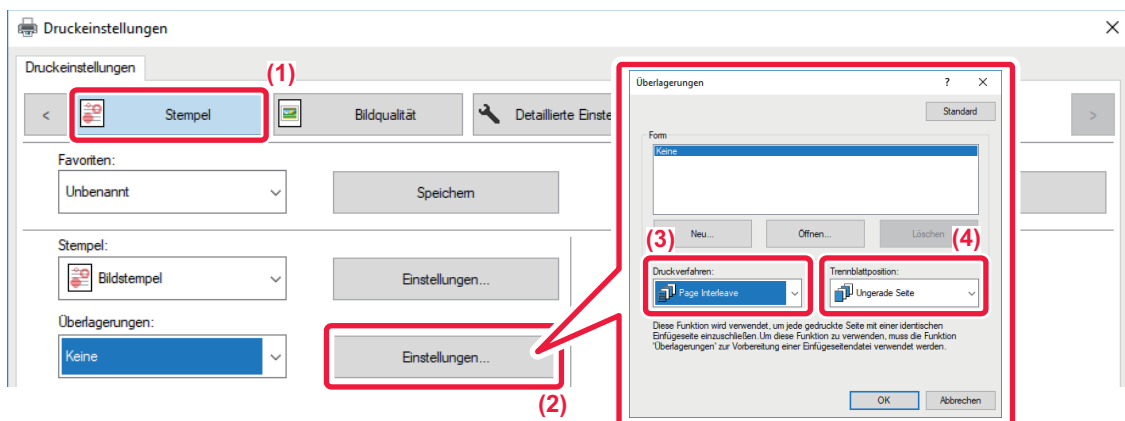 Druckeinstellungen
Druckeinstellungen
(1)
<
Stempel
Bildqualität
Detaillierte Einste
>
Favoriten:
Unbenannt
Speichern
Stempel:
Bildstempel
Einstellungen...
Überlagerungen:
Keine
Einstellungen...
(2)
Überlagerungen
?
Standard
Form
Keine
Neu...
Öffnen...
Löschen
(3)
(4)
Druckverfahren:
Page Interleave
Trennblattposition:
Ungerade Seite
Diese Funktion wird verwendet, um jede gedruckte Seite mit einer identischen
Einfügeseite einzuschließen.Um diese Funktion zu verwenden, muss die Funktion
'Überlagerungen' zur Vorbereitung einer Einfügeseitendatei verwendet werden.
OK
Abbrechen